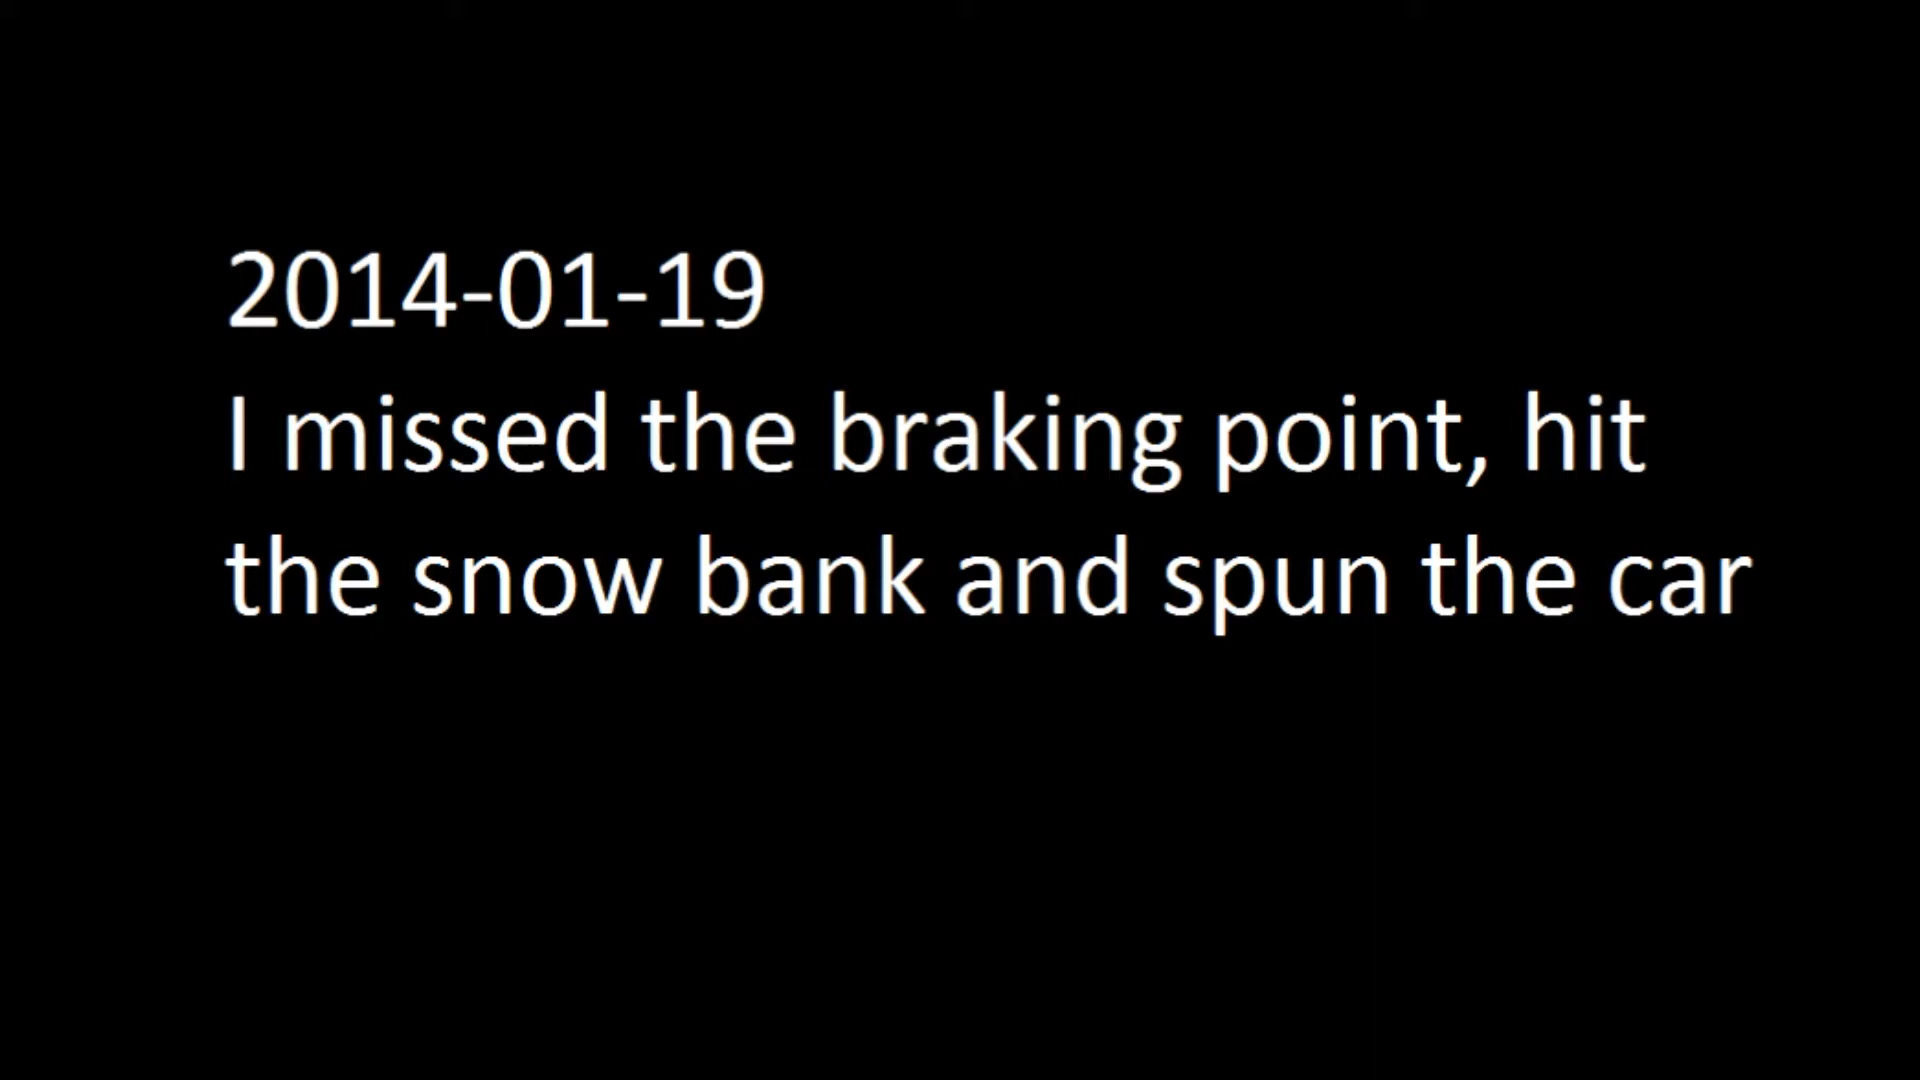 2014-01-19
I missed the braking point, hit
the snow bank and spun the car